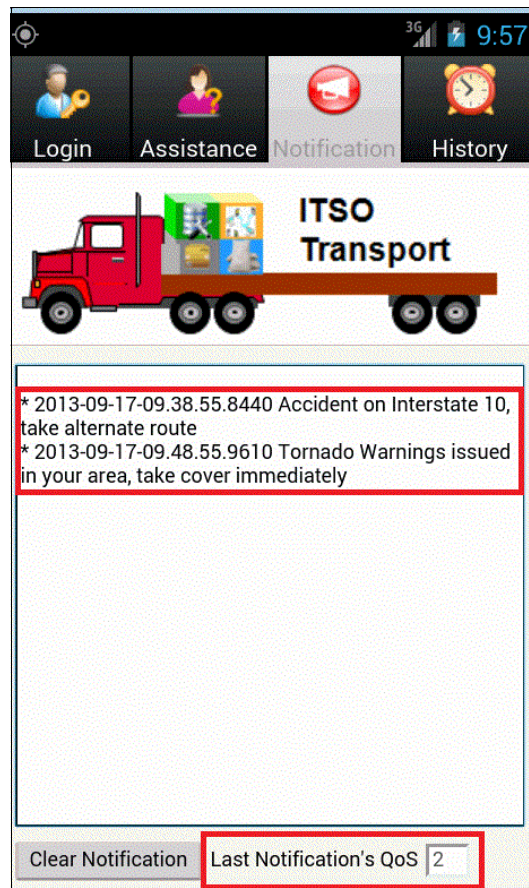 3G 9:57
Login Assistance Notification History
ITSO
Transport
* 2013-09-17-09.38.55.8440 Accident on Interstate 10,
take alternate route
* 2013-09-17-09.48.55.9610 Tornado Warnings issued
in your area, take cover immediately
Clear Notification Last Notification's QoS 2